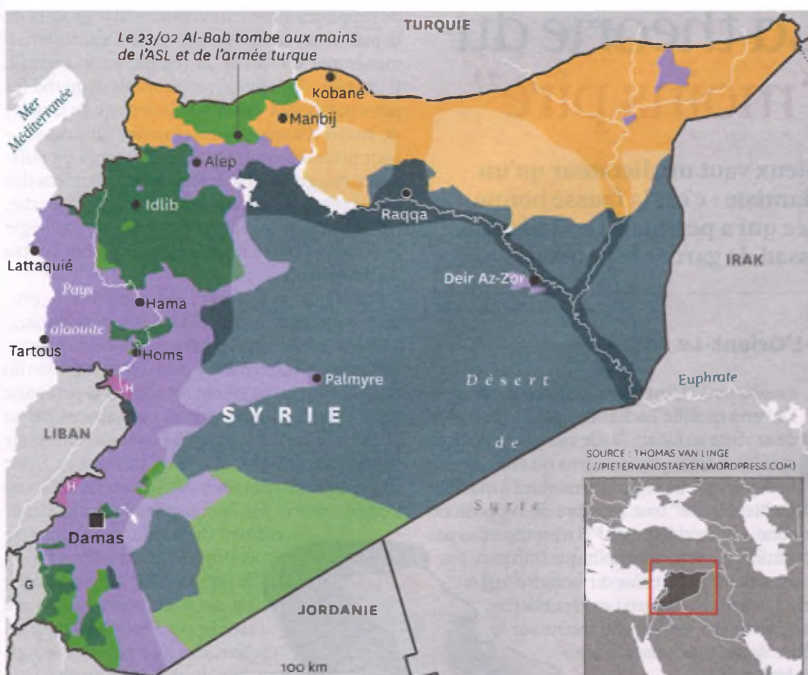 TURQUIE
Le 23/02 Al-Bab tombe aux mains
de l'ASL et de l'armée turque
Mer
Méditerranée
Kobané
Manbij
Alep
Idlib
Raqqa
Lattaquié
Deir Az-Zor
IRAK
Pays
alaouite
Hama
Tartous
Homs
Palmyre
H
Désert
Euphrate
SYRIE
LIBAN
de
SOURCE : THOMAS VAN LINGE
(//PIETERVANOSTAEYEN.WORDPRESS.COM)
H
Syrie
Damas
G
JORDANIE
100 km